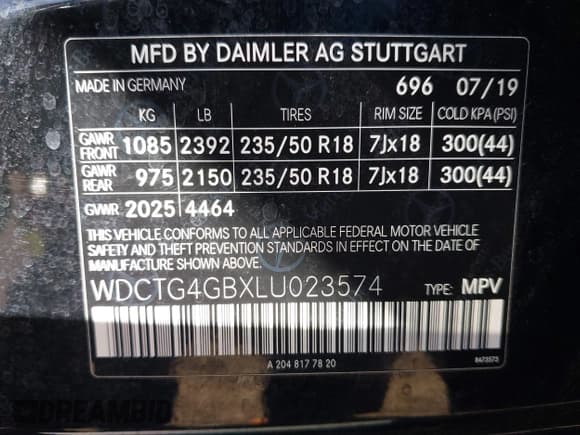 MFD BY DAIMLER AG STUTTGART
MADE IN GERMANY 696 07/19
KG LB TIRES RIM SIZE COLD KPA (PSI)
GAWR FRONT 1085 2392 235/50 R18 7Jx18 300(44)
GAWR REAR 975 2150 235/50 R18 7Jx18 300(44)
GVWR 2025 4464
THIS VEHICLE CONFORMS TO ALL APPLICABLE FEDERAL MOTOR VEHICLE
SAFETY AND THEFT PREVENTION STANDARDS IN EFFECT ON THE DATE
OF MANUFACTURE SHOWN ABOVE.
WDCTG4GBXLU023574 TYPE: MPV
A 204 817 78 20
8473573
DREAMBID